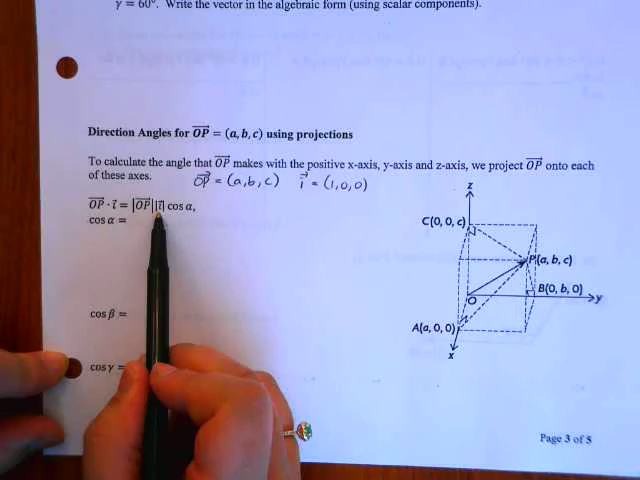 γ = 60°. Write the vector in the algebraic form (using scalar components).
Direction Angles for OP⃗ = (a, b, c) using projections
To calculate the angle that OP⃗ makes with the positive x-axis, y-axis and z-axis, we project OP⃗ onto each
of these axes.
OP⃗ = (a,b,c) i⃗ = (1,0,0)
OP⃗ · i⃗ = |OP⃗||i⃗| cos α,
cos α =
cos β =
cos γ =
z
C(0, 0, c)
P(a, b, c)
B(0, b, 0)
O
y
A(a, 0, 0)
x
Page 3 of 5